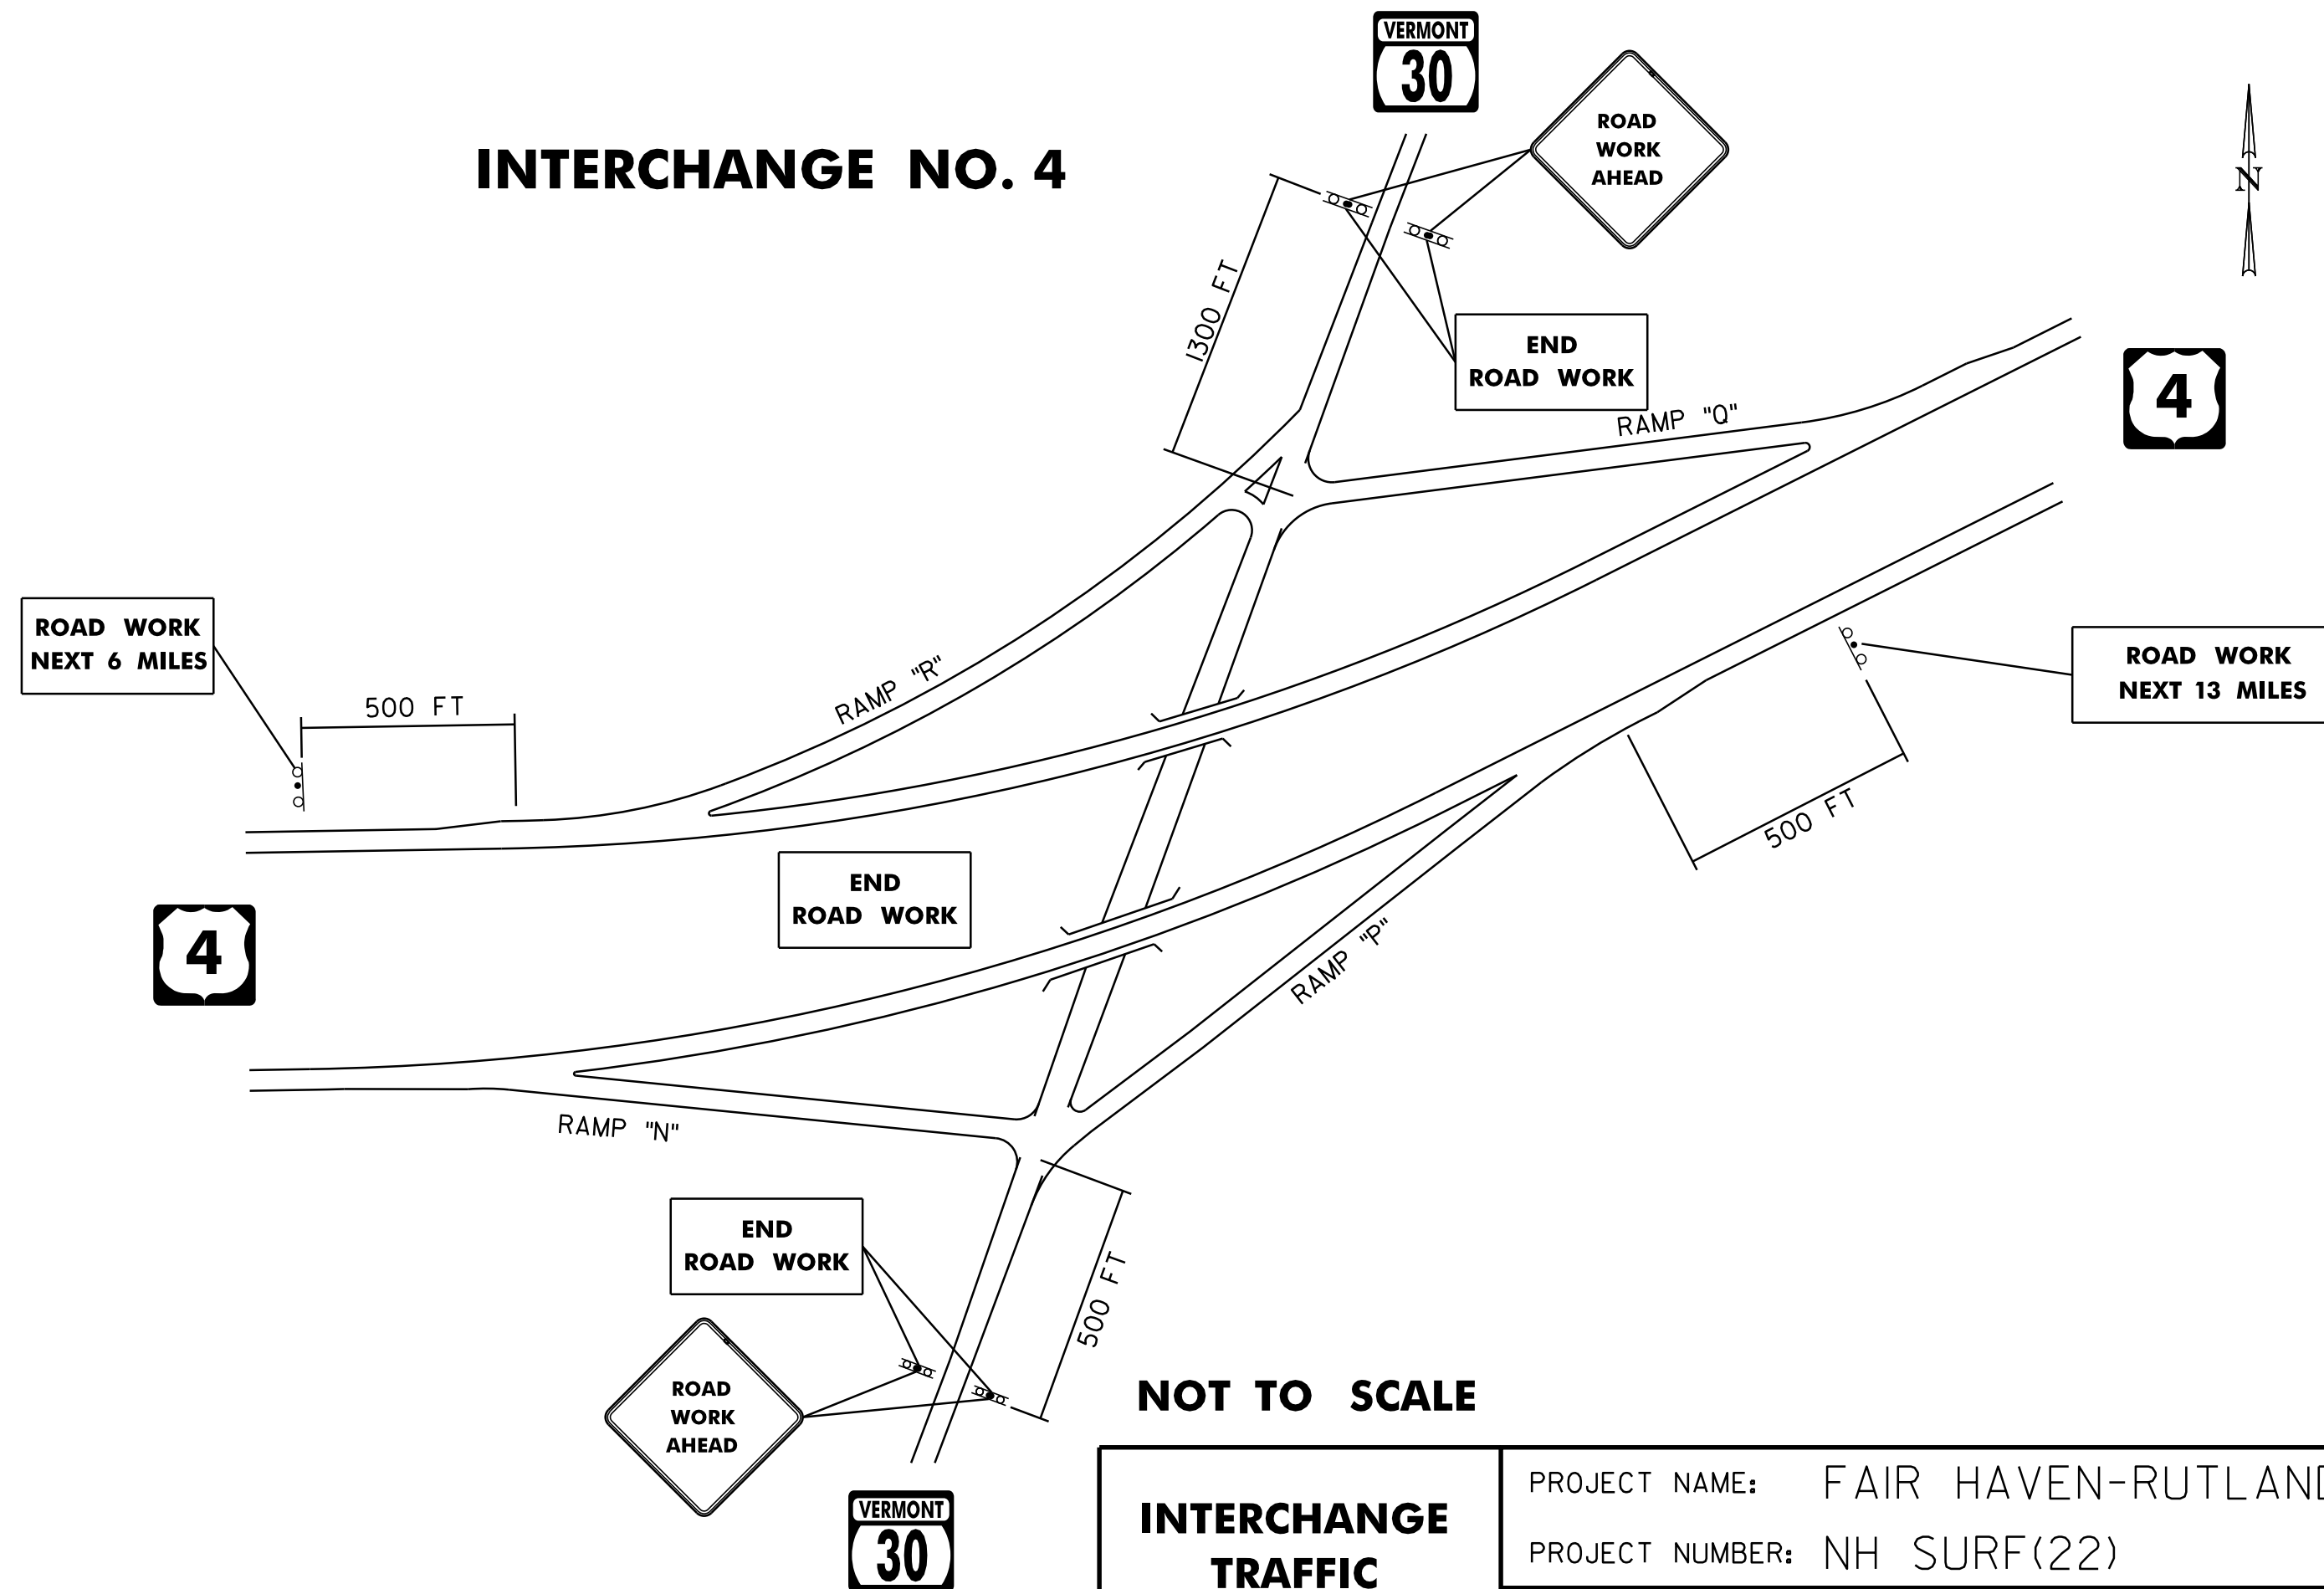 VERMONT
30
ROAD
WORK
AHEAD
INTERCHANGE NO. 4
N
1300 FT
END
ROAD WORK
RAMP "Q"
4
ROAD WORK
NEXT 6 MILES
500 FT
RAMP "R"
ROAD WORK
NEXT 13 MILES
500 FT
END
ROAD WORK
4
RAMP "P"
RAMP "N"
END
ROAD WORK
500 FT
ROAD
WORK
AHEAD
NOT TO SCALE
VERMONT
30
INTERCHANGE
TRAFFIC
PROJECT NAME: FAIR HAVEN-RUTLAND
PROJECT NUMBER: NH SURF(22)